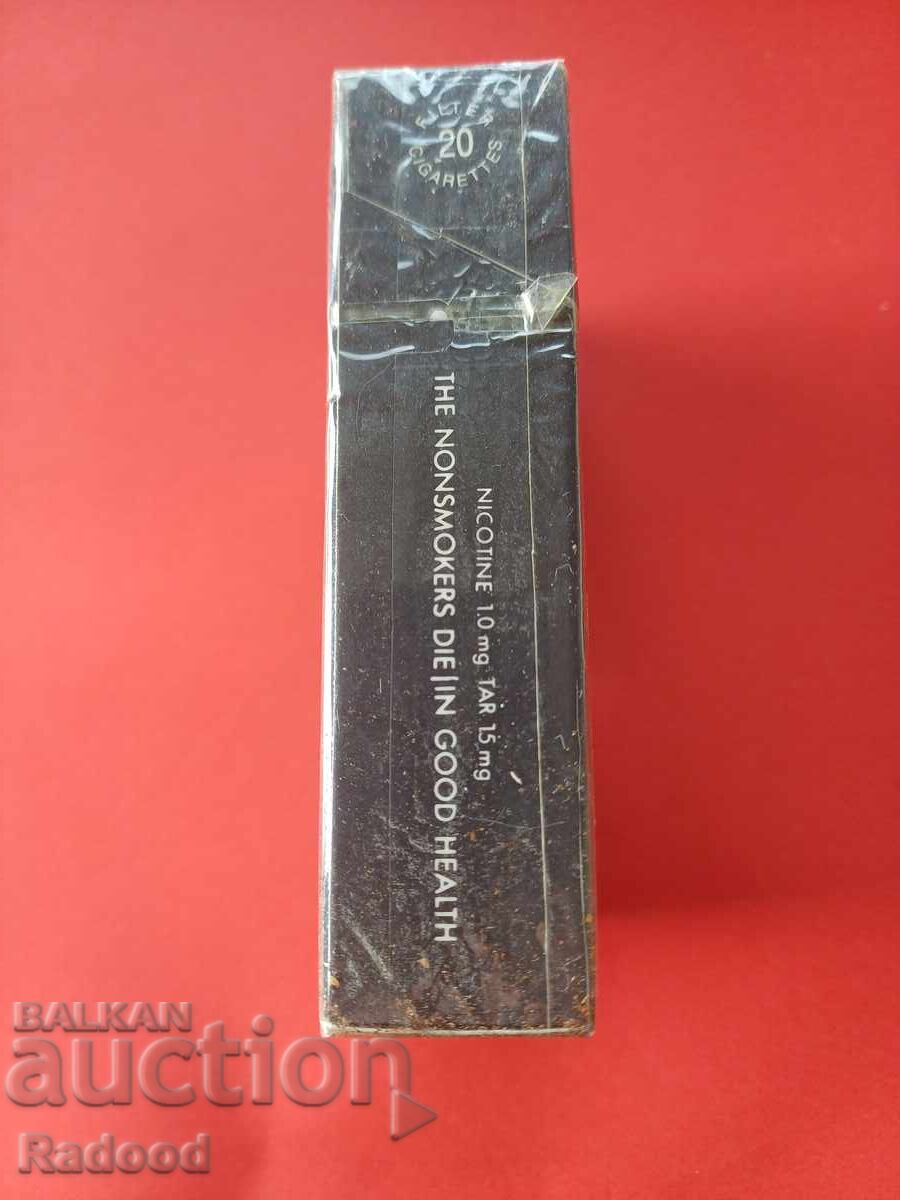 FILTER
20
CIGARETTES
NICOTINE 1.0 mg TAR 15 mg
THE NONSMOKERS DIE | IN GOOD HEALTH
BALKAN
auction
Radood